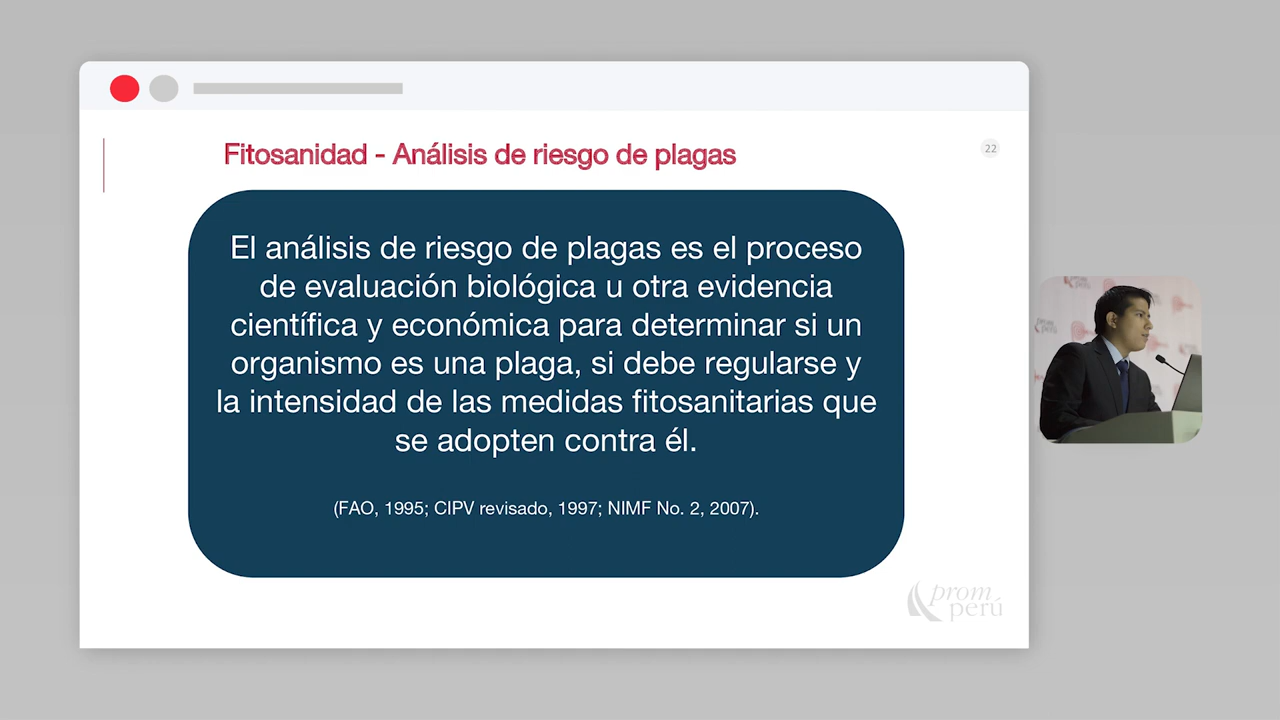 Fitosanidad - Análisis de riesgo de plagas
22
El análisis de riesgo de plagas es el proceso
de evaluación biológica u otra evidencia
científica y económica para determinar si un
organismo es una plaga, si debe regularse y
la intensidad de las medidas fitosanitarias que
se adopten contra él.
(FAO, 1995; CIPV revisado, 1997; NIMF No. 2, 2007).
prom
perú